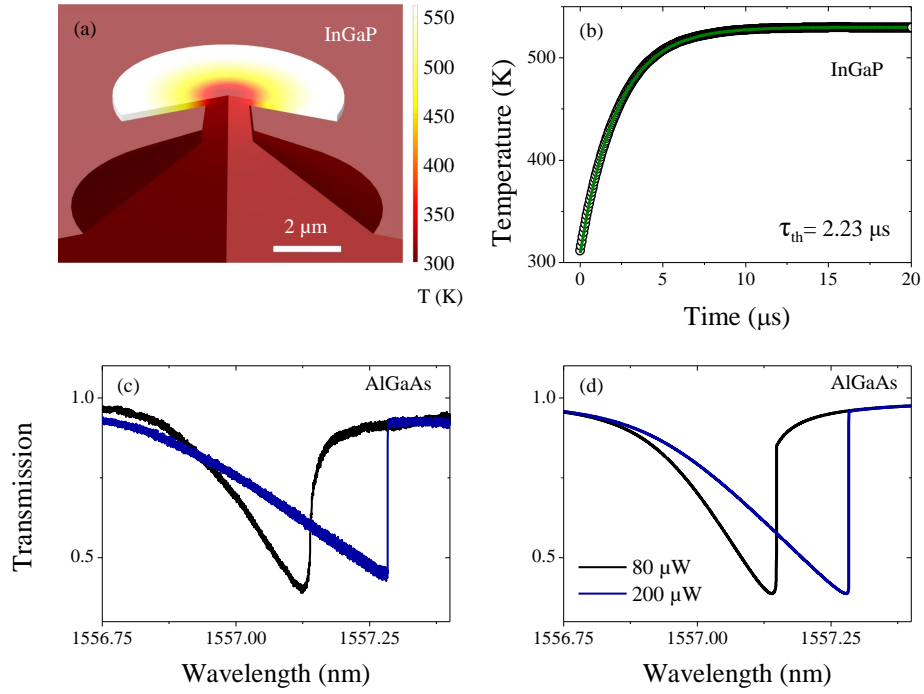 (a)
InGaP
2 μm
550
500
450
400
350
300
T (K)
(b)
InGaP
τth= 2.23 μs
500
400
300
Temperature (K)
0
5
10
15
20
Time (μs)
(c)
AlGaAs
1.0
0.5
Transmission
1556.75
1557.00
1557.25
Wavelength (nm)
(d)
AlGaAs
1.0
0.5
80 μW
200 μW
1556.75
1557.00
1557.25
Wavelength (nm)